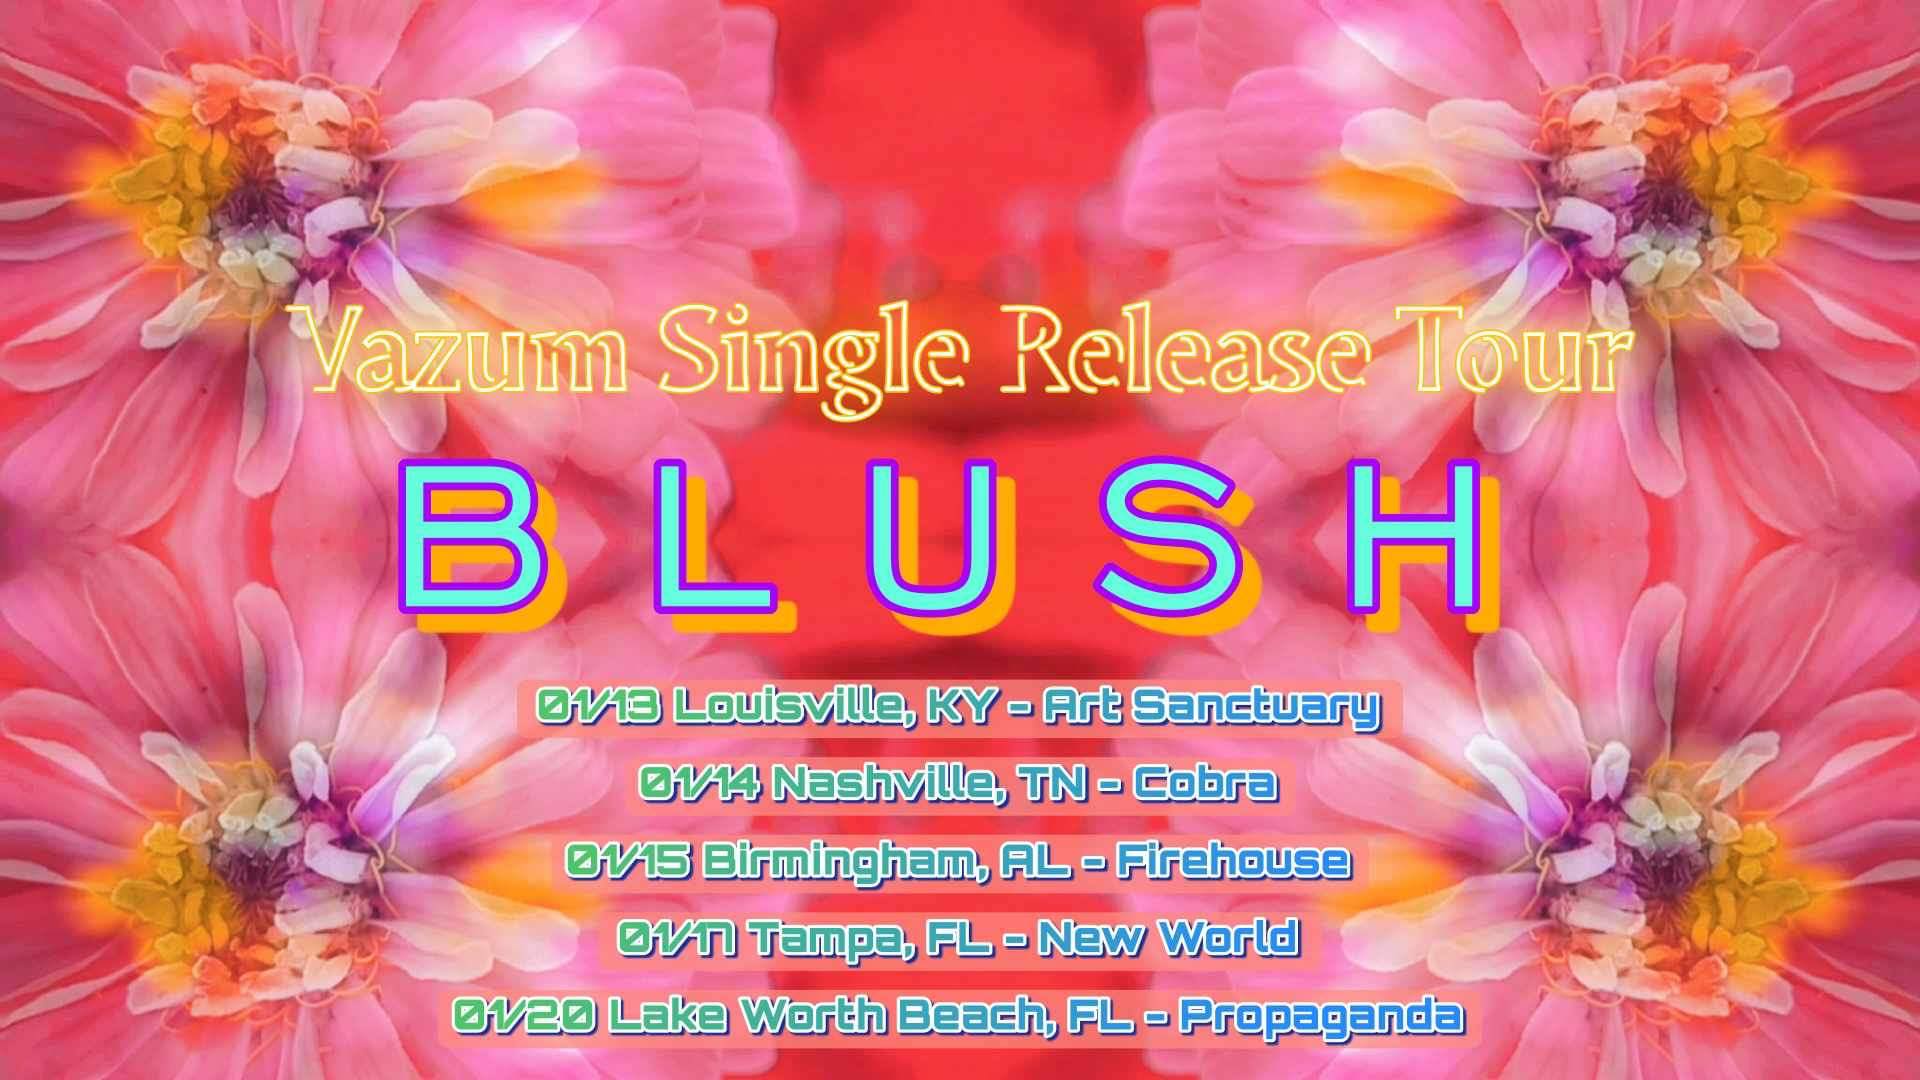 Vazum Single Release Tour
BLUSH
01/13 Louisville, KY - Art Sanctuary
01/14 Nashville, TN - Cobra
01/15 Birmingham, AL - Firehouse
01/17 Tampa, FL - New World
01/20 Lake Worth Beach, FL - Propaganda